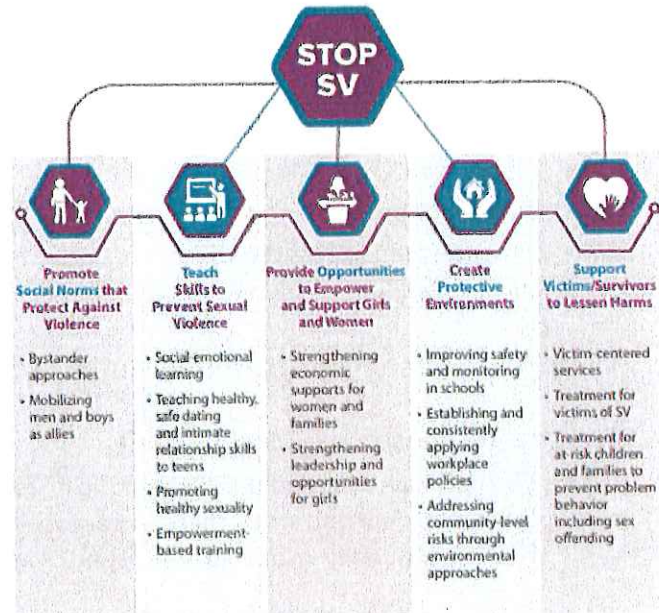 STOP
SV
Promote
Social Norms that
Protect Against
Violence
• Bystander
approaches
• Mobilizing
men and boys
as allies
Teach
Skills to
Prevent Sexual
Violence
• Social-emotional
learning
• Teaching healthy,
safe dating
and intimate
relationship skills
to teens
• Promoting
healthy sexuality
• Empowerment-
based training
Provide Opportunities
to Empower
and Support Girls
and Women
• Strengthening
economic
supports for
women and
families
• Strengthening
leadership and
opportunities
for girls
Create
Protective
Environments
• Improving safety
and monitoring
in schools
• Establishing and
consistently
applying
workplace
policies
• Addressing
community-level
risks through
environmental
approaches
Support
Victims/Survivors
to Lessen Harms
• Victim-centered
services
• Treatment for
victims of SV
• Treatment for
at-risk children
and families to
prevent problem
behavior
including sex
offending